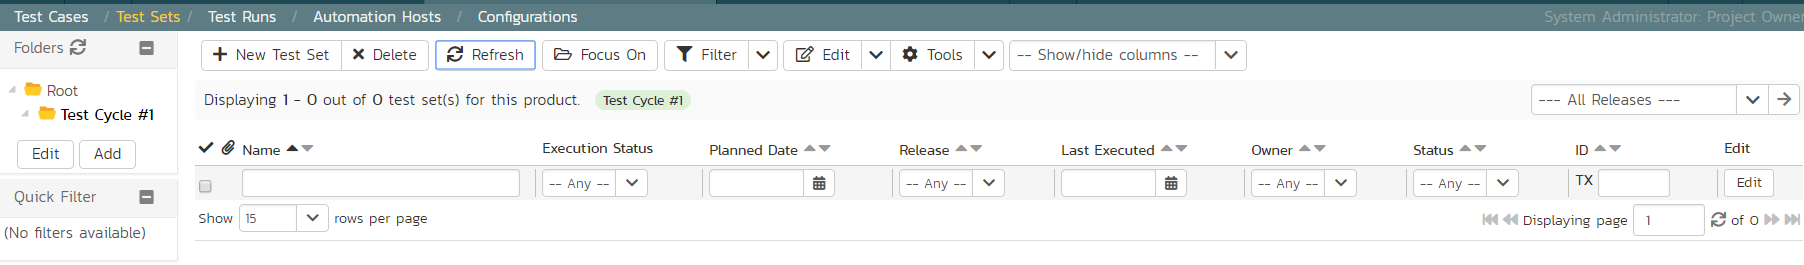 Test Cases / Test Sets / Test Runs / Automation Hosts / Configurations System Administrator: Project Owner
Folders
Root
Test Cycle #1
Edit Add
Quick Filter
(No filters available)
New Test Set Delete Refresh Focus On Filter Edit Tools -- Show/hide columns --
Displaying 1 - 0 out of 0 test set(s) for this product. Test Cycle #1 --- All Releases ---
Name Execution Status Planned Date Release Last Executed Owner Status ID Edit
-- Any -- -- Any -- -- Any -- -- Any -- TX Edit
Show 15 rows per page Displaying page 1 of 0